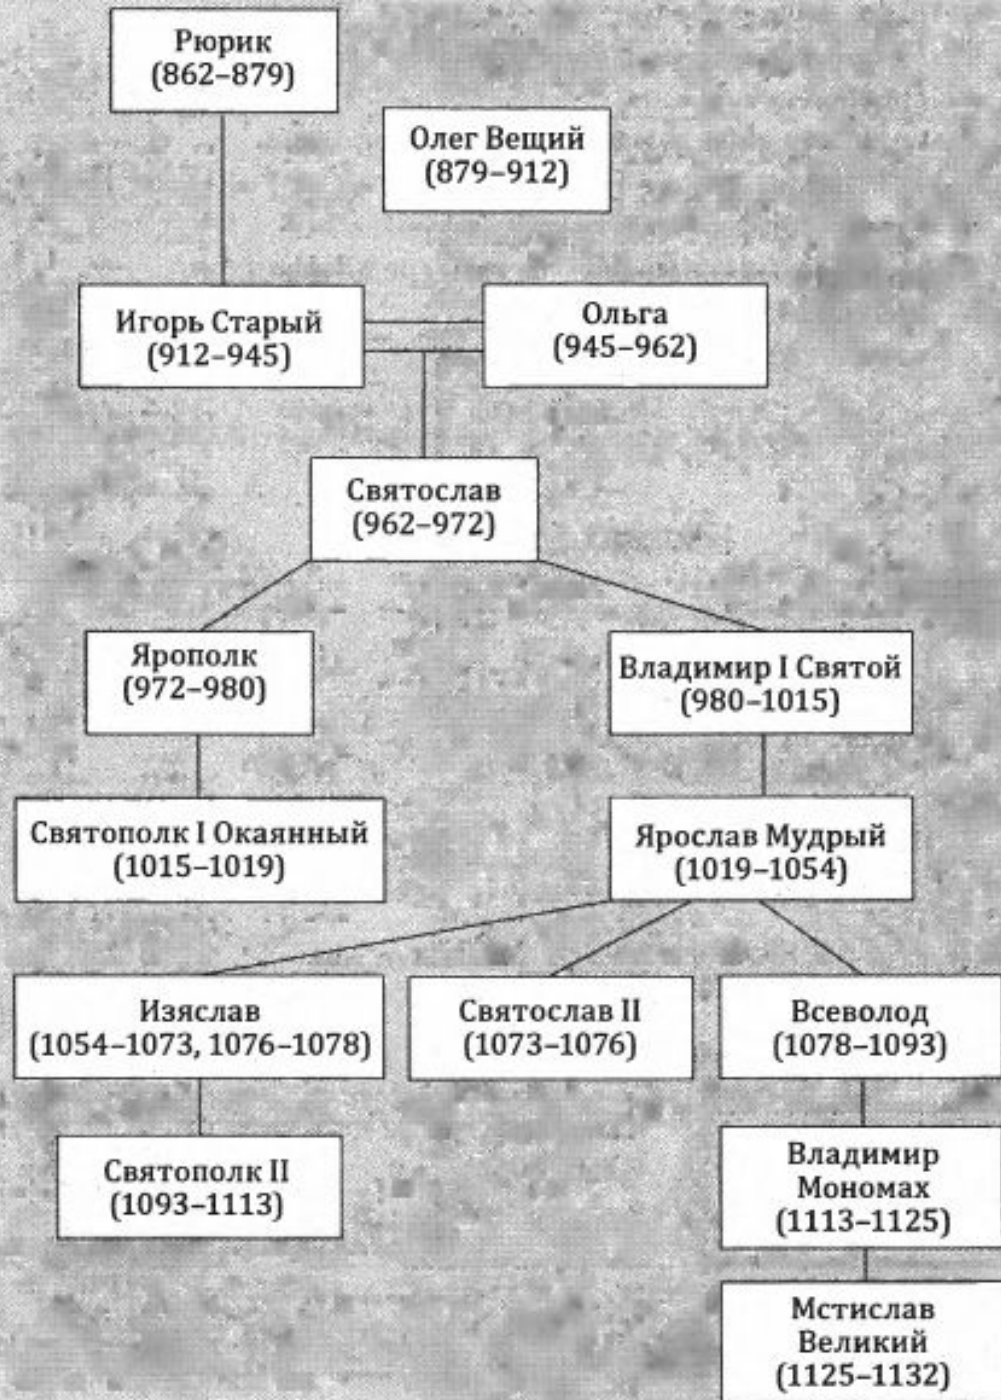 Рюрик
(862–879)
Олег Вещий
(879–912)
Игорь Старый
(912–945)
Ольга
(945–962)
Святослав
(962–972)
Ярополк
(972–980)
Владимир I Святой
(980–1015)
Святополк I Окаянный
(1015–1019)
Ярослав Мудрый
(1019–1054)
Изяслав
(1054–1073, 1076–1078)
Святослав II
(1073–1076)
Всеволод
(1078–1093)
Святополк II
(1093–1113)
Владимир
Мономах
(1113–1125)
Мстислав
Великий
(1125–1132)